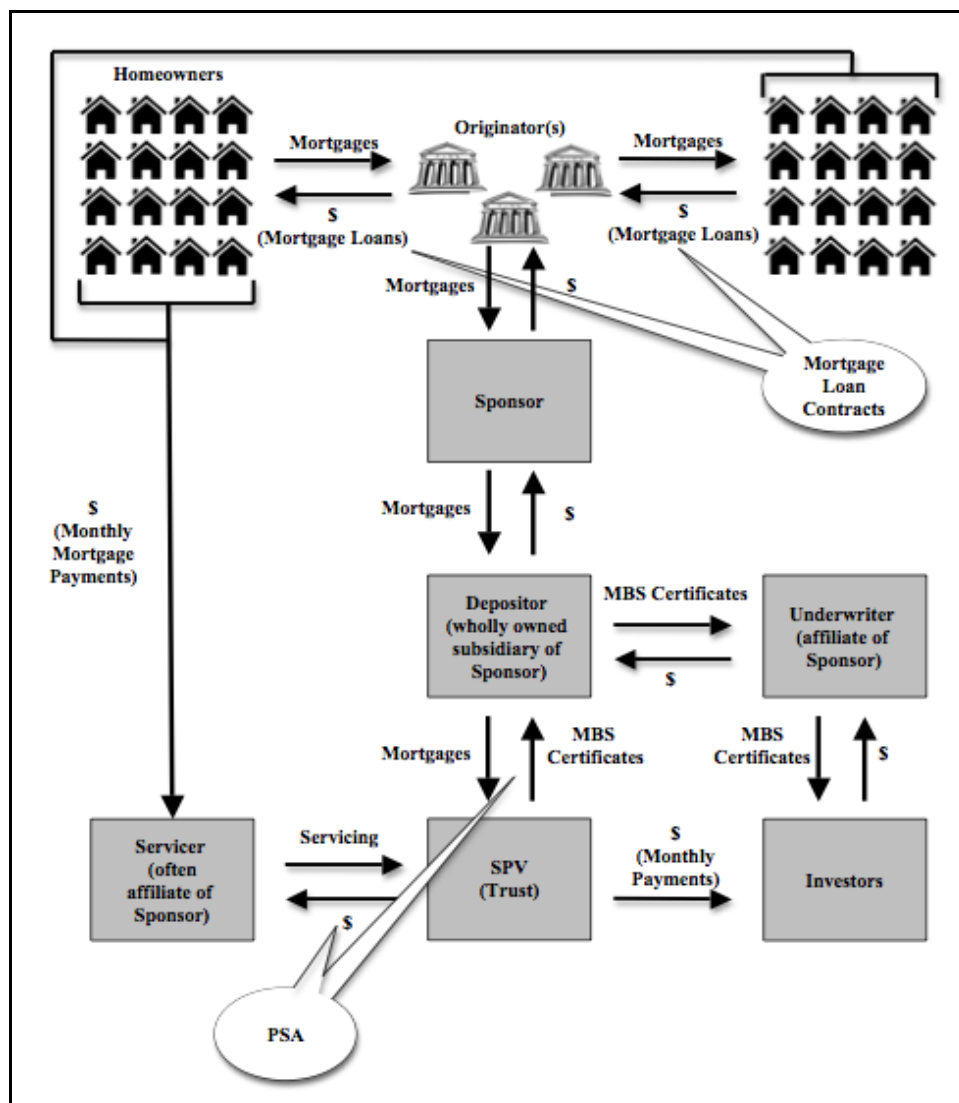 Homeowners
Originator(s)
Mortgages
Mortgages
$
(Mortgage Loans)
$
(Mortgage Loans)
Mortgages
$
Mortgage
Loan
Contracts
Sponsor
Mortgages
$
$
(Monthly
Mortgage
Payments)
Depositor
(wholly owned
subsidiary of
Sponsor)
MBS Certificates
$
Underwriter
(affiliate of
Sponsor)
Mortgages
MBS
Certificates
MBS
Certificates
$
Servicer
(often
affiliate of
Sponsor)
Servicing
$
SPV
(Trust)
$
(Monthly
Payments)
Investors
PSA